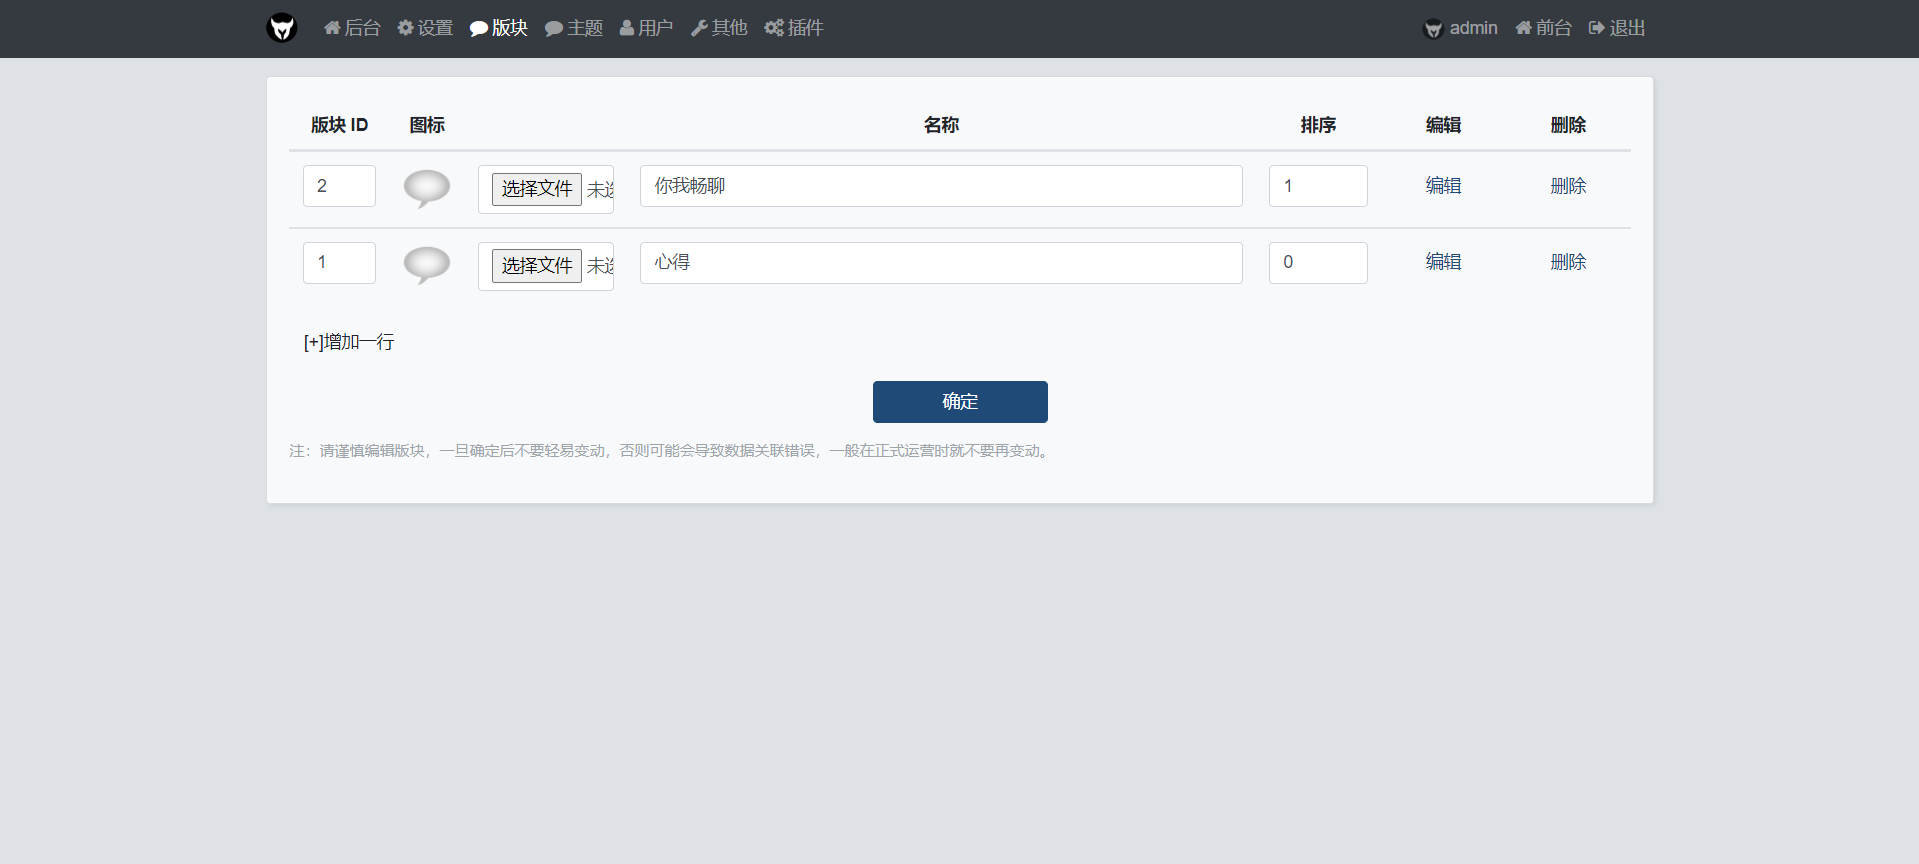 后台 设置 版块 主题 用户 其他 插件 admin 前台 退出
版块 ID 图标 名称 排序 编辑 删除
2 选择文件 未 你我畅聊 1 编辑 删除
1 选择文件 未 心得 0 编辑 删除
[+]增加一行
确定
注：请谨慎编辑版块，一旦确定后不要轻易变动，否则可能会导致数据关联错误，一般在正式运营时就不要再变动。